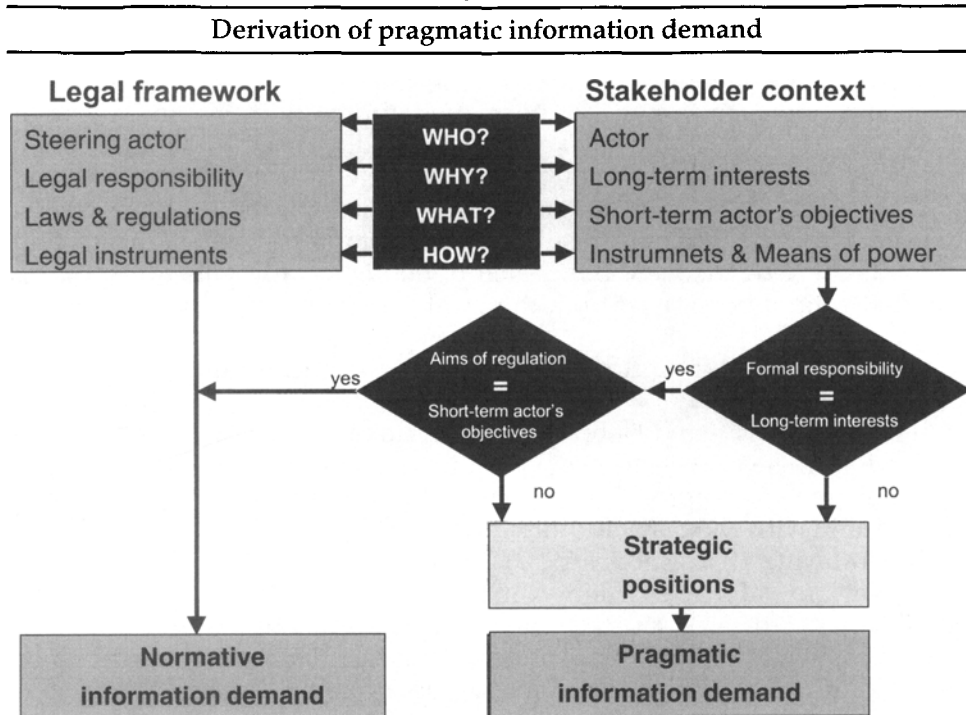 Derivation of pragmatic information demand
Legal framework
Stakeholder context
Steering actor
Legal responsibility
Laws & regulations
Legal instruments
WHO?
WHY?
WHAT?
HOW?
Actor
Long-term interests
Short-term actor's objectives
Instrumnets & Means of power
Aims of regulation
=
Short-term actor's
objectives
yes
Formal responsibility
=
Long-term interests
yes
no
no
Strategic
positions
Normative
information demand
Pragmatic
information demand